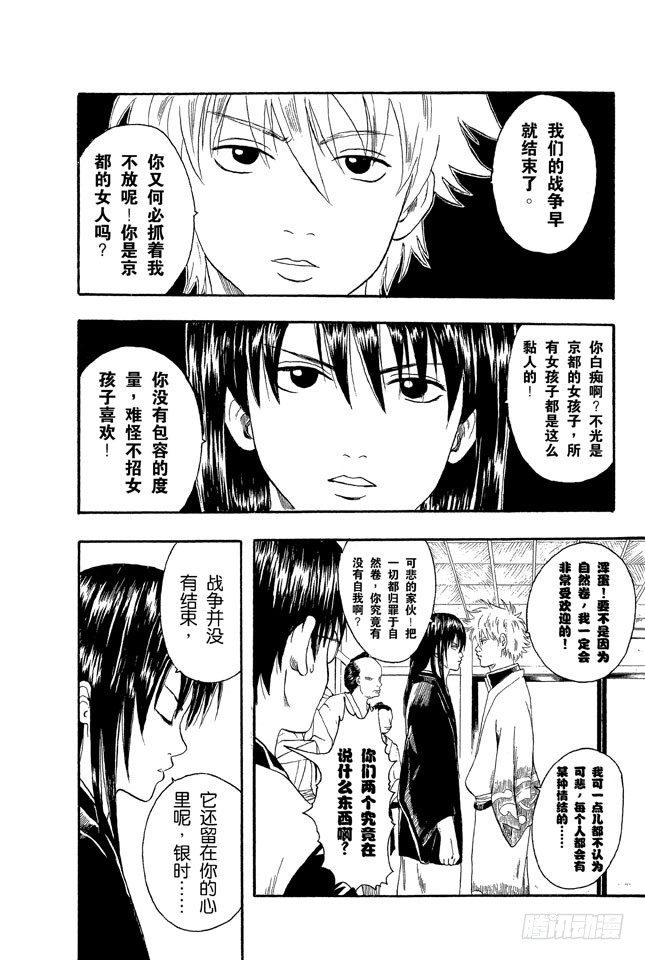 我们的战争早
就结束了。
你又何必抓着我
不放呢！你是京
都的女人吗？
你白痴啊？不光是
京都的女孩子，所
有女孩子都是这么
黏人的！
你没有包容的度
量，难怪不招女
孩子喜欢！
浑蛋！要不是因为
自然卷，我一定会
非常受欢迎的！
可悲的家伙！把
一切都归罪于自
然卷，你究竟有
没有自我啊？
我可一点儿都不认为
可悲，每个人都会有
某种情结的……
你们两个究竟在
说什么东西啊？
战争并没
有结束，
它还留在你的心
里呢，银时……
腾讯动漫